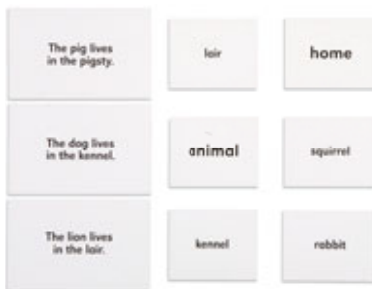 The pig lives
in the pigsty.
lair
home
The dog lives
in the kennel.
animal
squirrel
The lion lives
in the lair.
kennel
rabbit